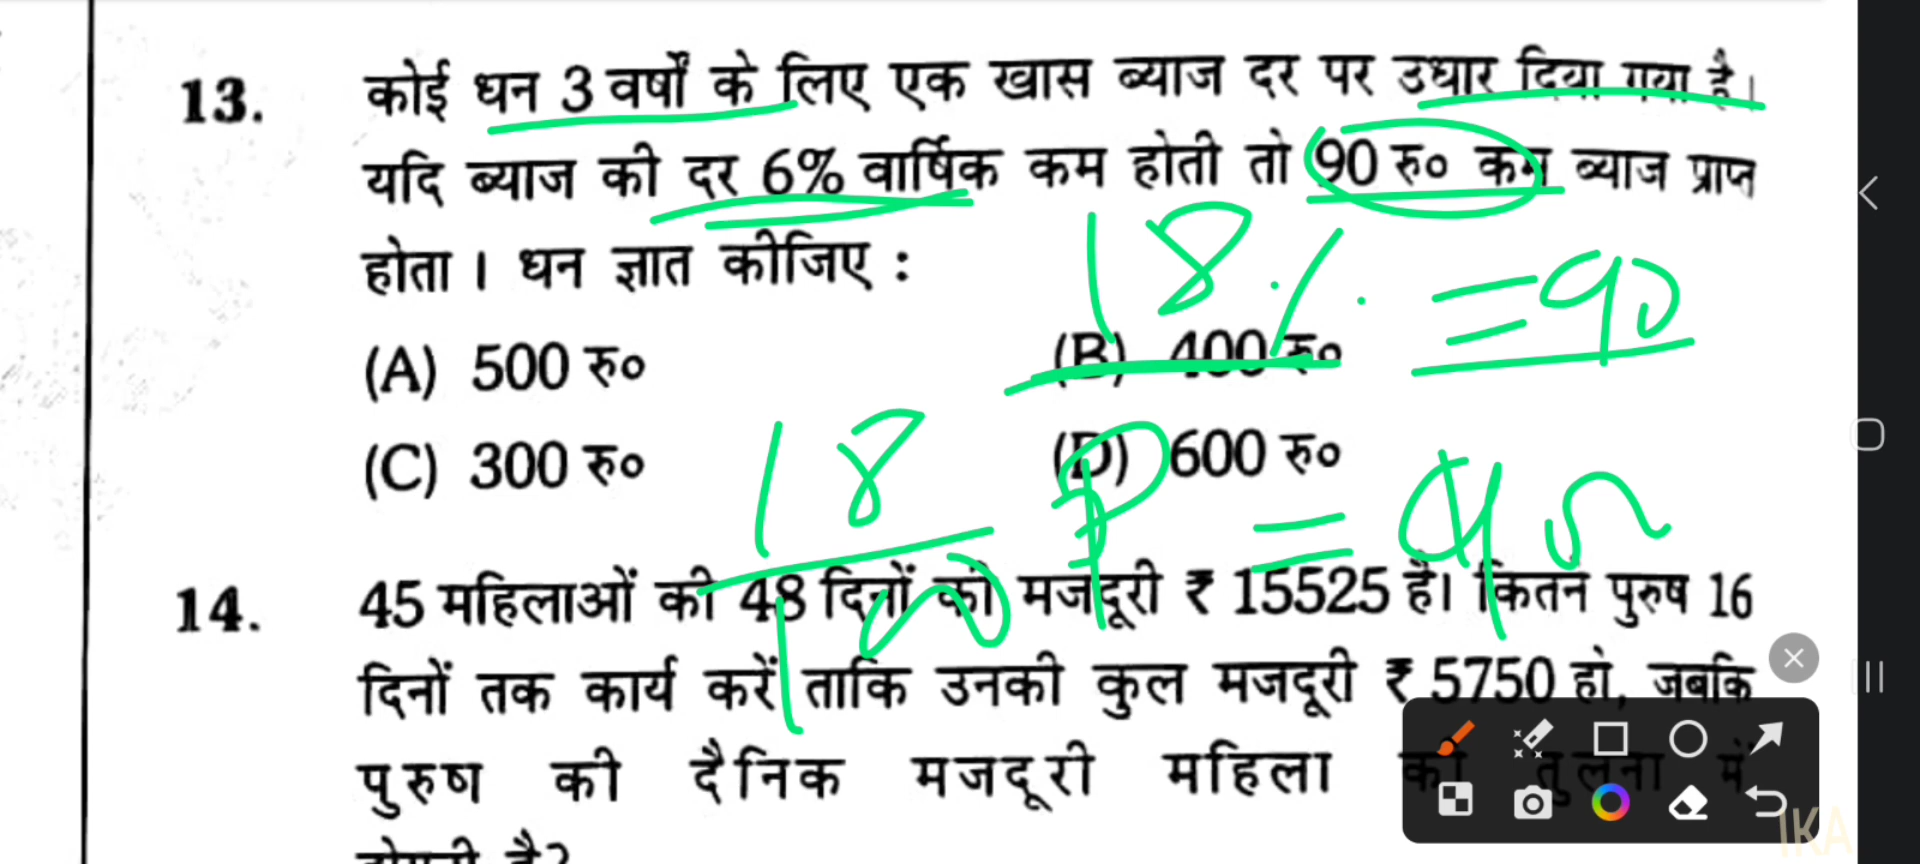 13. कोई धन 3 वर्षों के लिए एक खास ब्याज दर पर उधार दिया गया है।
यदि ब्याज की दर 6% वार्षिक कम होती तो 90 रु० कम ब्याज प्राप्त
होता। धन ज्ञात कीजिए :
18% = 90
(A) 500 रु० (B) 400 रु०
(C) 300 रु० (D) 600 रु०
18/100 P = 90
14. 45 महिलाओं की 48 दिनों की मजदूरी ₹ 15525 है। कितने पुरुष 16
दिनों तक कार्य करें ताकि उनकी कुल मजदूरी ₹ 5750 हो, जबकि
पुरुष की दैनिक मजदूरी महिला की तुलना में
IKA